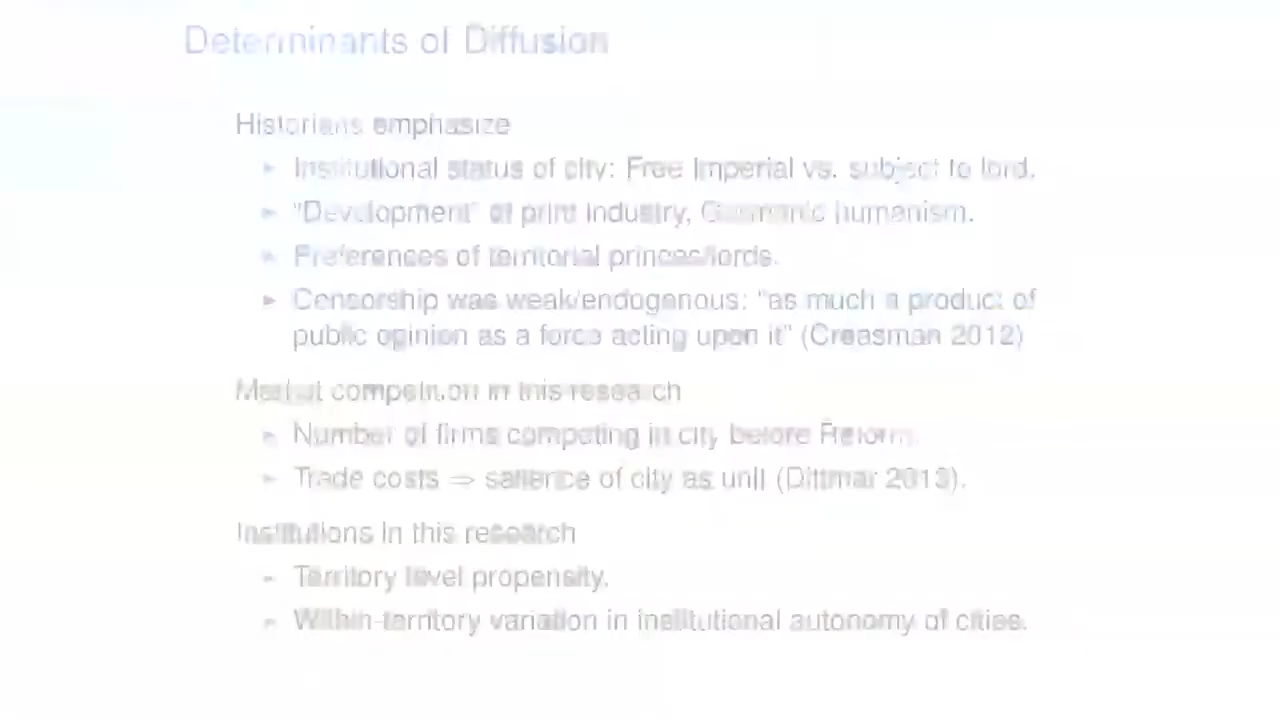 Determinants of Diffusion
Historians emphasize
► Institutional status of city: Free Imperial vs. subject to lord.
► "Development" of print industry, Germanic humanism.
► Preferences of territorial princes/lords.
► Censorship was weak/endogenous: "as much a product of
public opinion as a force acting upon it" (Creasman 2012)
Market competition in this research
► Number of firms competing in city before Reform.
► Trade costs ⇒ salience of city as unit (Dittmar 2013).
Institutions in this research
► Territory level propensity.
► Within-territory variation in institutional autonomy of cities.